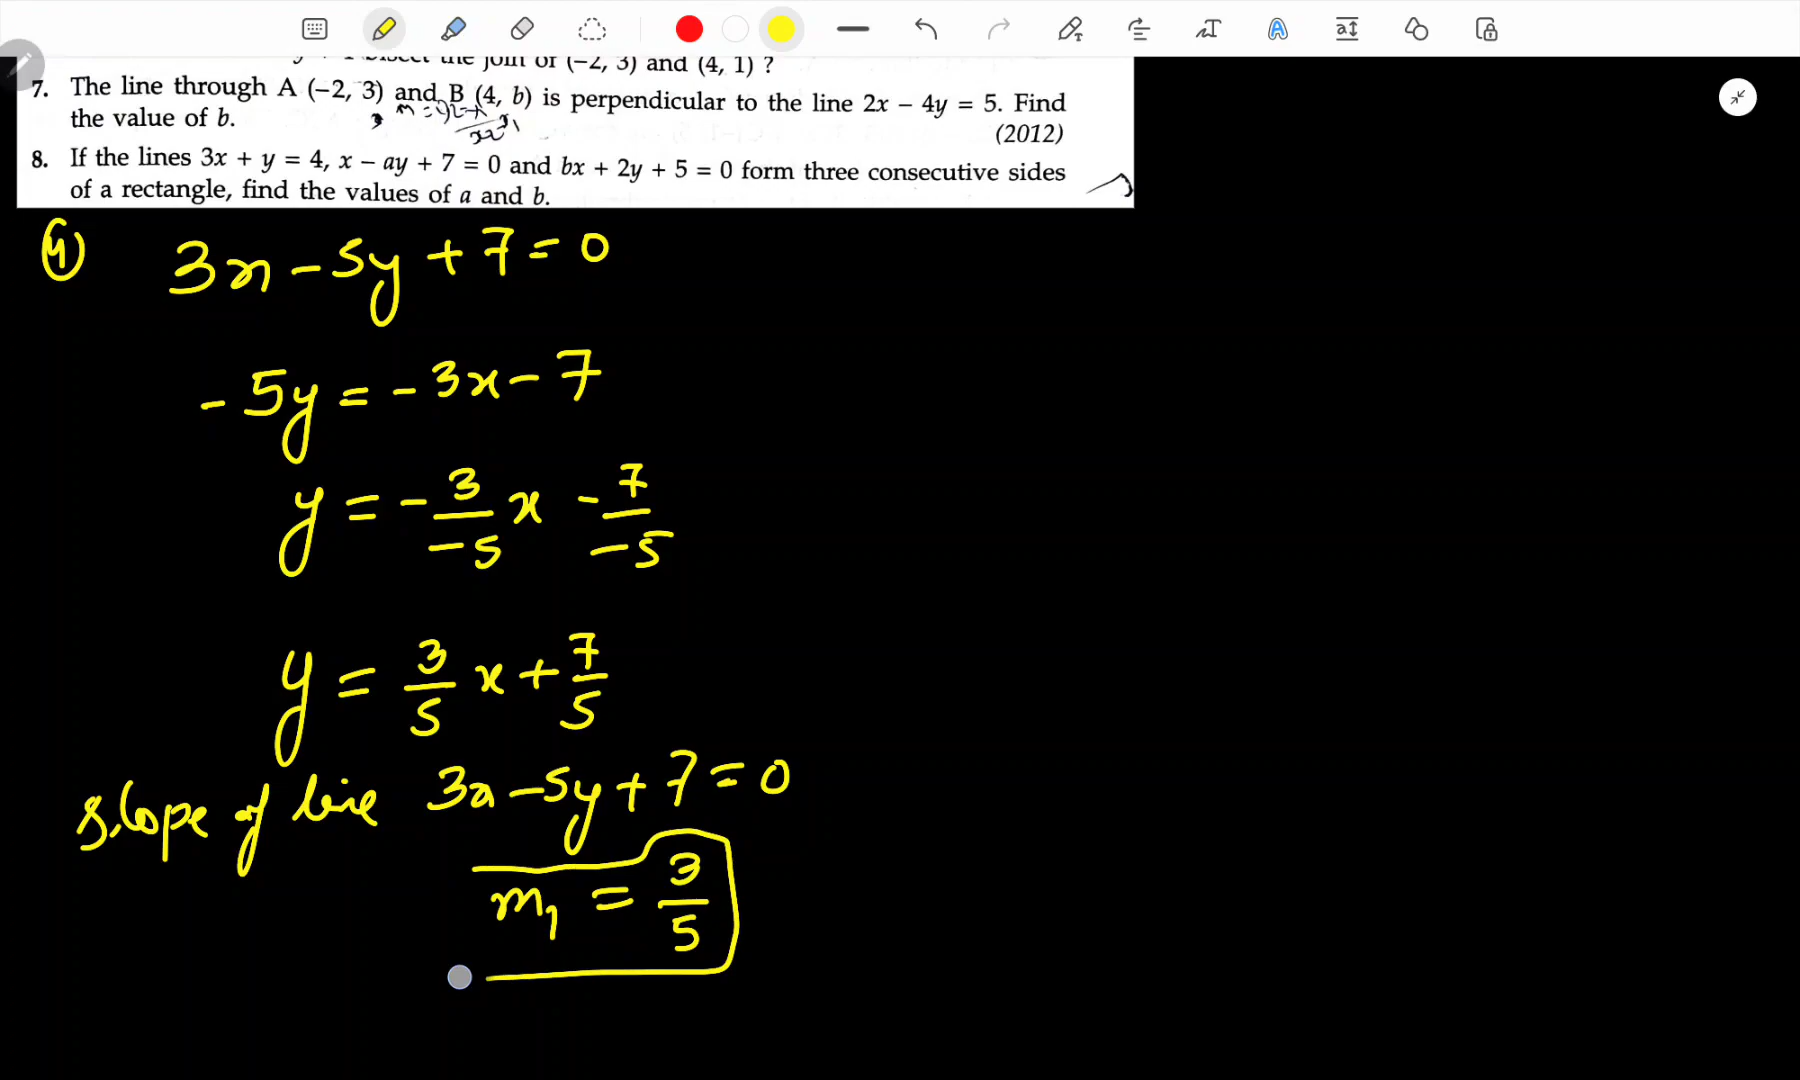 bisect the join of (−2, 3) and (4, 1) ?
7. The line through A (−2, 3) and B (4, b) is perpendicular to the line 2x − 4y = 5. Find
the value of b. (2012)
8. If the lines 3x + y = 4, x − ay + 7 = 0 and bx + 2y + 5 = 0 form three consecutive sides
of a rectangle, find the values of a and b.
4) 3x − 5y + 7 = 0
- 5y = - 3x - 7
y = - 3/-5 x - 7/-5
y = 3/5 x + 7/5
slope of line 3x - 5y + 7 = 0
m₁ = 3/5